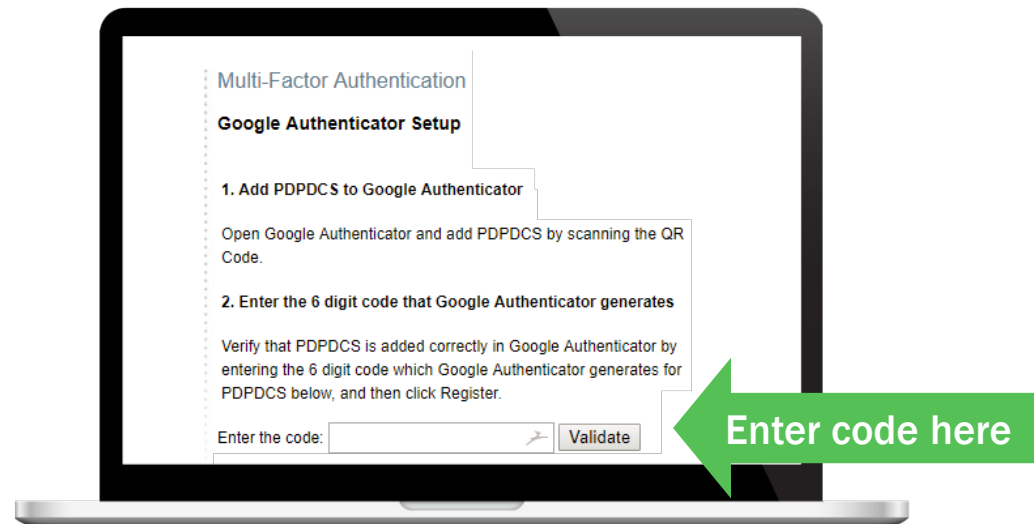 Multi-Factor Authentication
Google Authenticator Setup
1. Add PDPDCS to Google Authenticator
Open Google Authenticator and add PDPDCS by scanning the QR
Code.
2. Enter the 6 digit code that Google Authenticator generates
Verify that PDPDCS is added correctly in Google Authenticator by
entering the 6 digit code which Google Authenticator generates for
PDPDCS below, and then click Register.
Enter the code: Validate
Enter code here